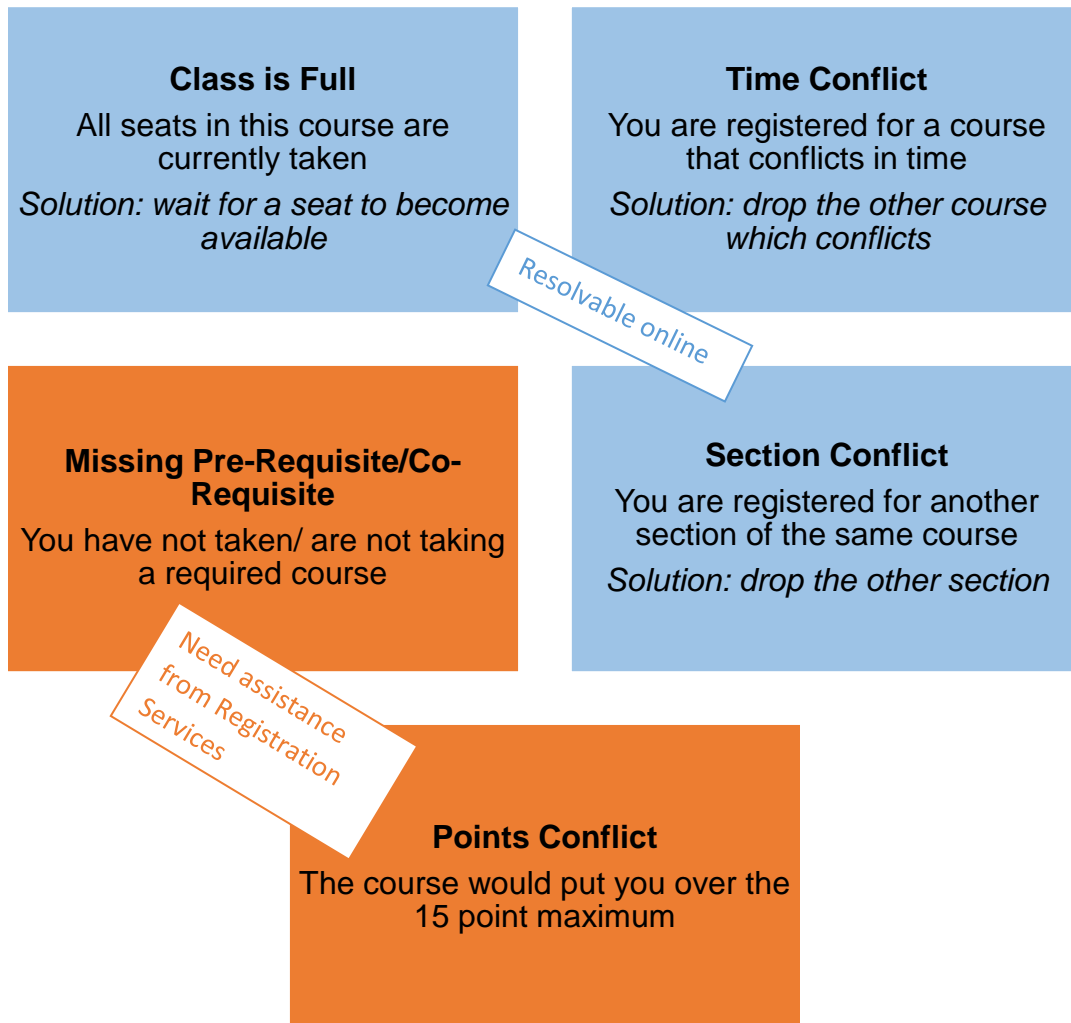 Class is Full
All seats in this course are
currently taken
Solution: wait for a seat to become
available
Time Conflict
You are registered for a course
that conflicts in time
Solution: drop the other course
which conflicts
Resolvable online
Missing Pre-Requisite/Co-
Requisite
You have not taken/ are not taking
a required course
Section Conflict
You are registered for another
section of the same course
Solution: drop the other section
Need assistance
from Registration
Services
Points Conflict
The course would put you over the
15 point maximum